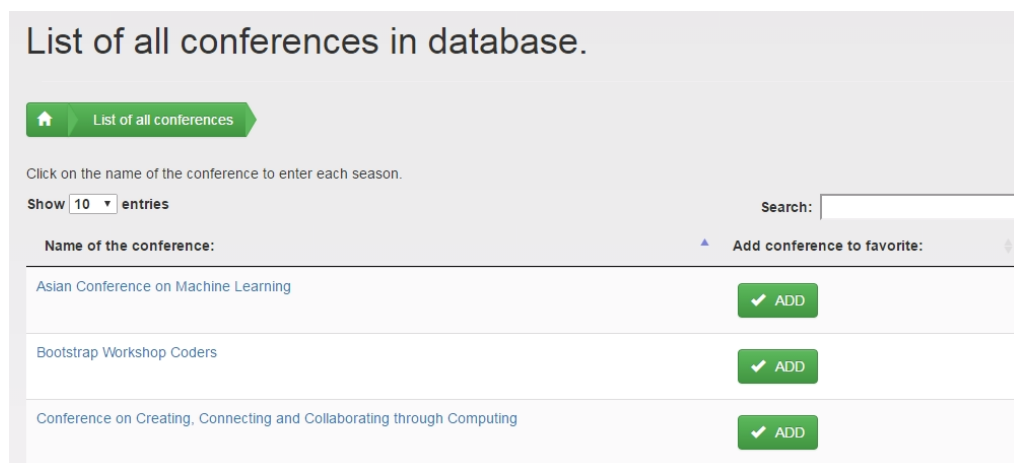 List of all conferences in database.
List of all conferences
Click on the name of the conference to enter each season.
Show 10 entries
Search:
Name of the conference:
Add conference to favorite:
Asian Conference on Machine Learning
ADD
Bootstrap Workshop Coders
ADD
Conference on Creating, Connecting and Collaborating through Computing
ADD